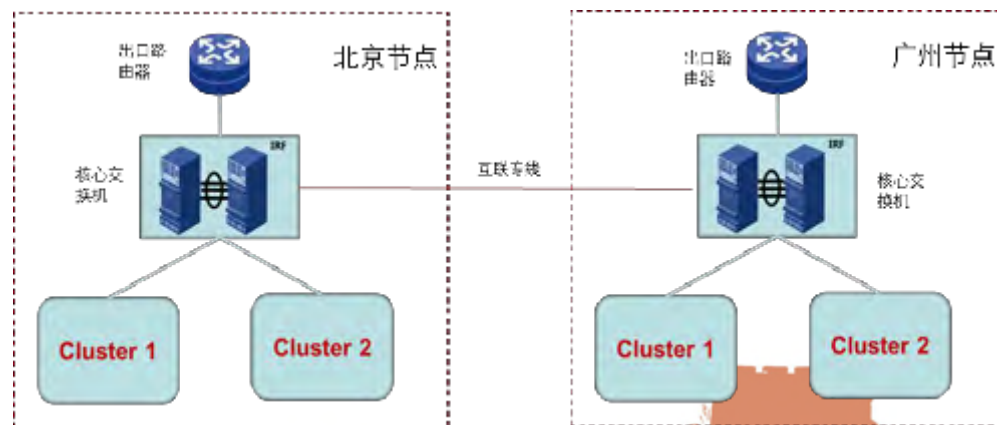 出口路
由器
北京节点
IRF
核心交
换机
Cluster 1
Cluster 2
互联专线
出口路
由器
广州节点
IRF
核心交
换机
Cluster 1
Cluster 2